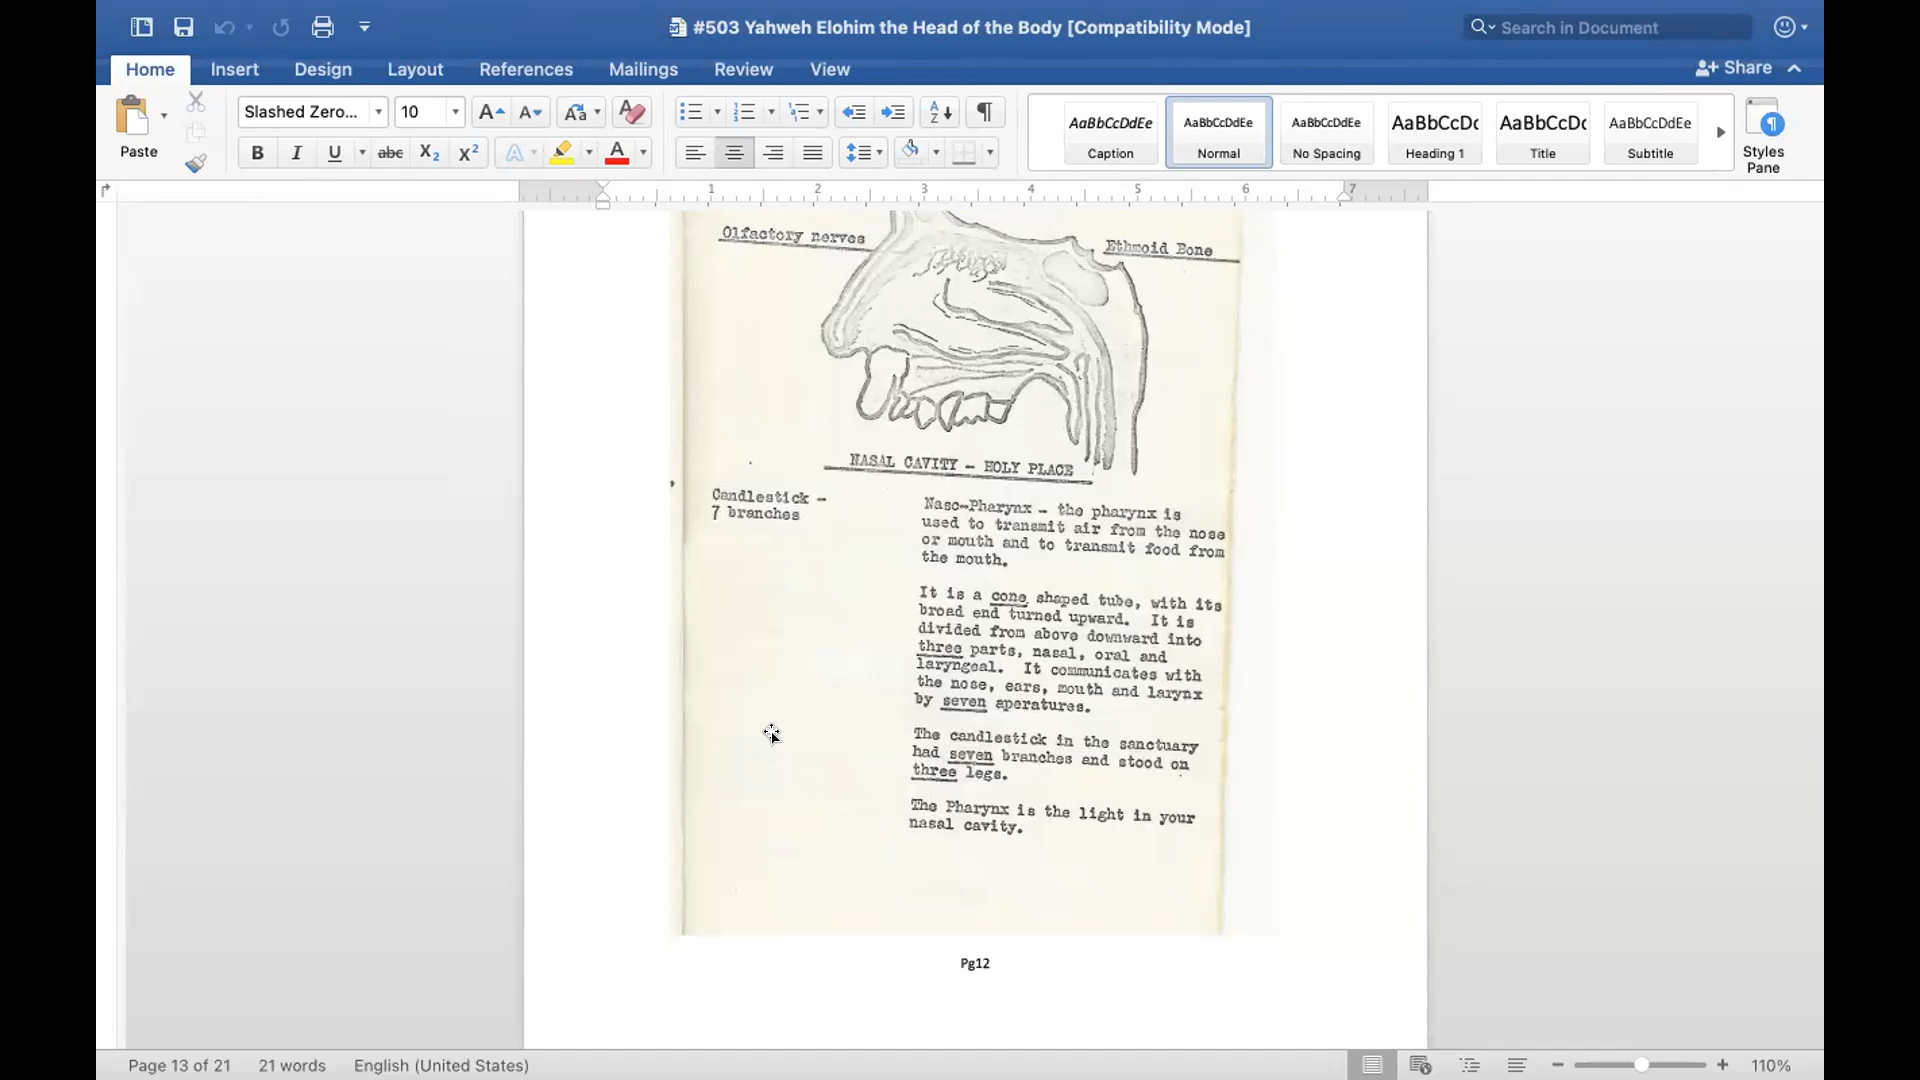 #503 Yahweh Elohim the Head of the Body [Compatibility Mode]
Search in Document
Home Insert Design Layout References Mailings Review View
Share
Paste
Slashed Zero... 10
AaBbCcDdEe AaBbCcDdEe AaBbCcDdEe AaBbCcDc AaBbCcDc AaBbCcDdEe
Caption Normal No Spacing Heading 1 Title Subtitle
Styles
Pane
1 2 3 4 5 6 7
Olfactory nerves
Ethmoid Bone
NASAL CAVITY - HOLY PLACE
Candlestick -
7 branches
Naso-Pharynx - the pharynx is
used to transmit air from the nose
or mouth and to transmit food from
the mouth.
It is a cone shaped tube, with its
broad end turned upward. It is
divided from above downward into
three parts, nasal, oral and
laryngeal. It communicates with
the nose, ears, mouth and larynx
by seven aperatures.
The candlestick in the sanctuary
had seven branches and stood on
three legs.
The Pharynx is the light in your
nasal cavity.
Pg12
Page 13 of 21 21 words English (United States) 110%